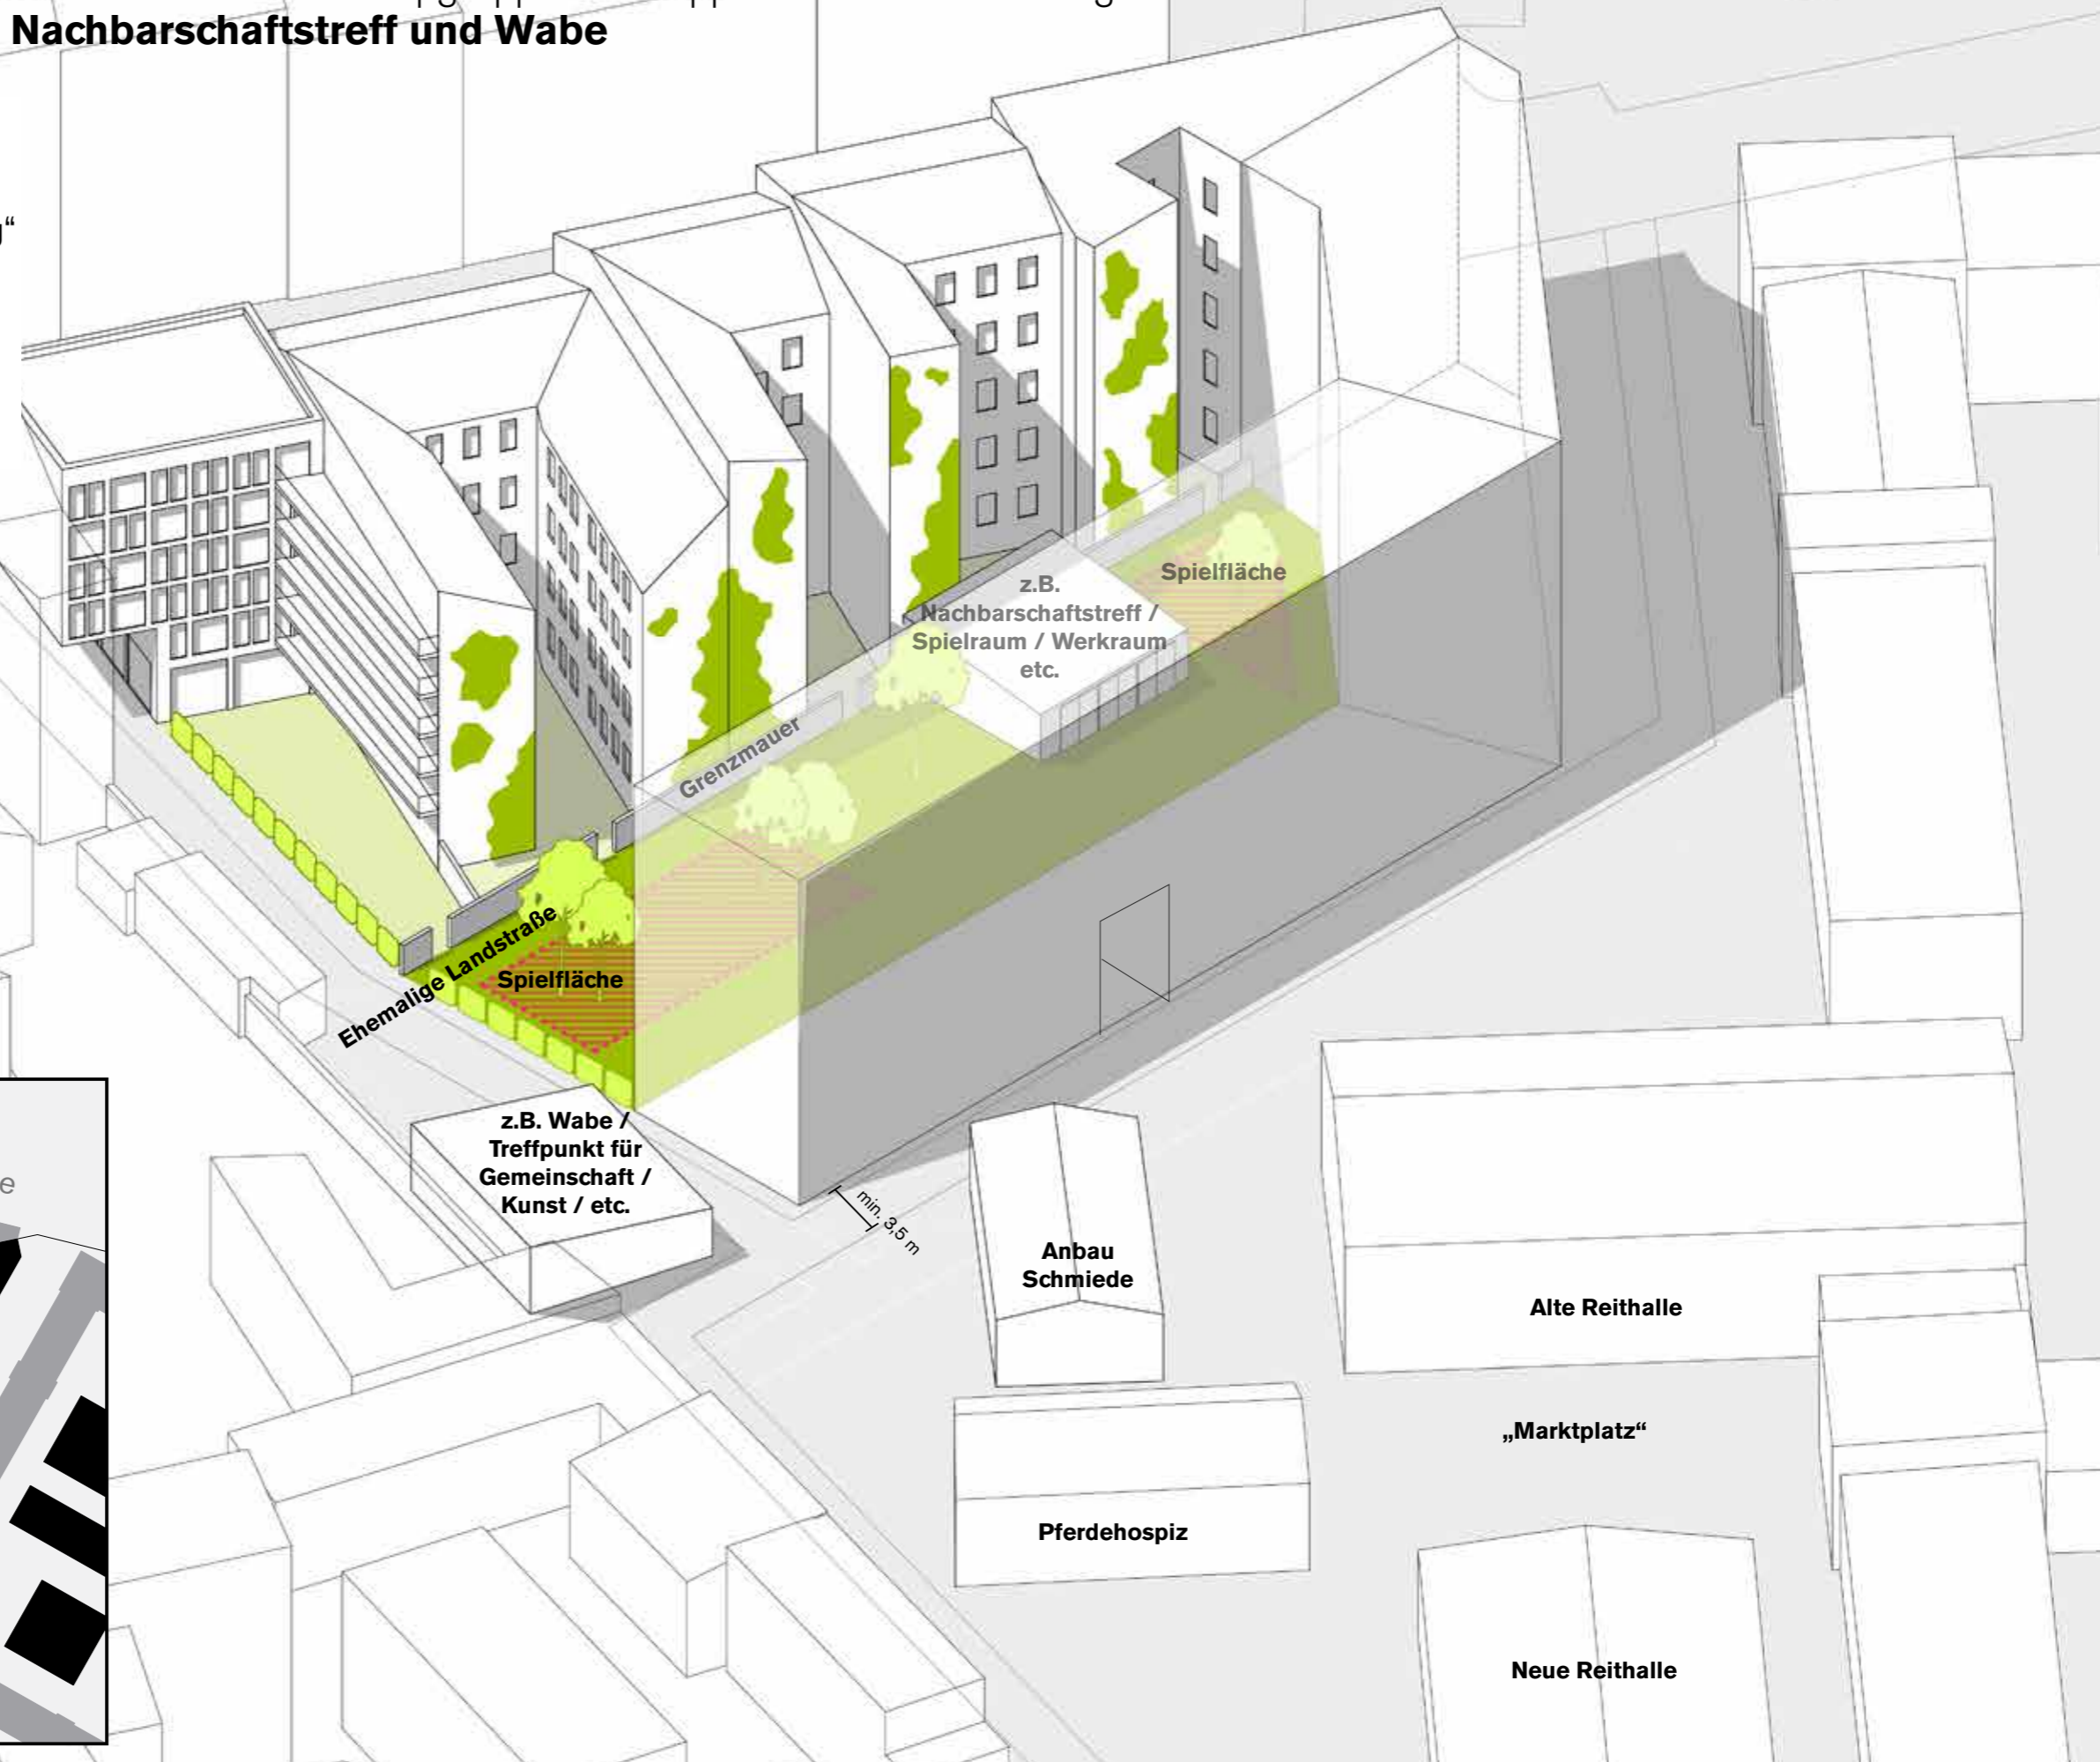 Nachbarschaftstreff und Wabe
Spielfläche
z.B.
Nachbarschaftstreff /
Spielraum / Werkraum
etc.
Grenzmauer
Ehemalige Landstraße
Spielfläche
z.B. Wabe /
Treffpunkt für
Gemeinschaft /
Kunst / etc.
min. 3,5 m
Anbau
Schmiede
Alte Reithalle
„Marktplatz“
Pferdehospiz
Neue Reithalle